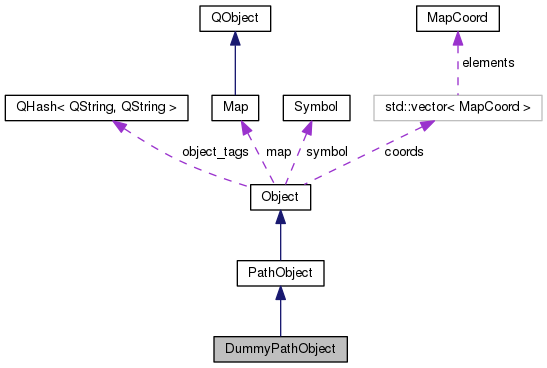 QObject
MapCoord
elements
QHash< QString, QString >
Map
Symbol
std::vector< MapCoord >
object_tags
map
symbol
coords
Object
PathObject
DummyPathObject